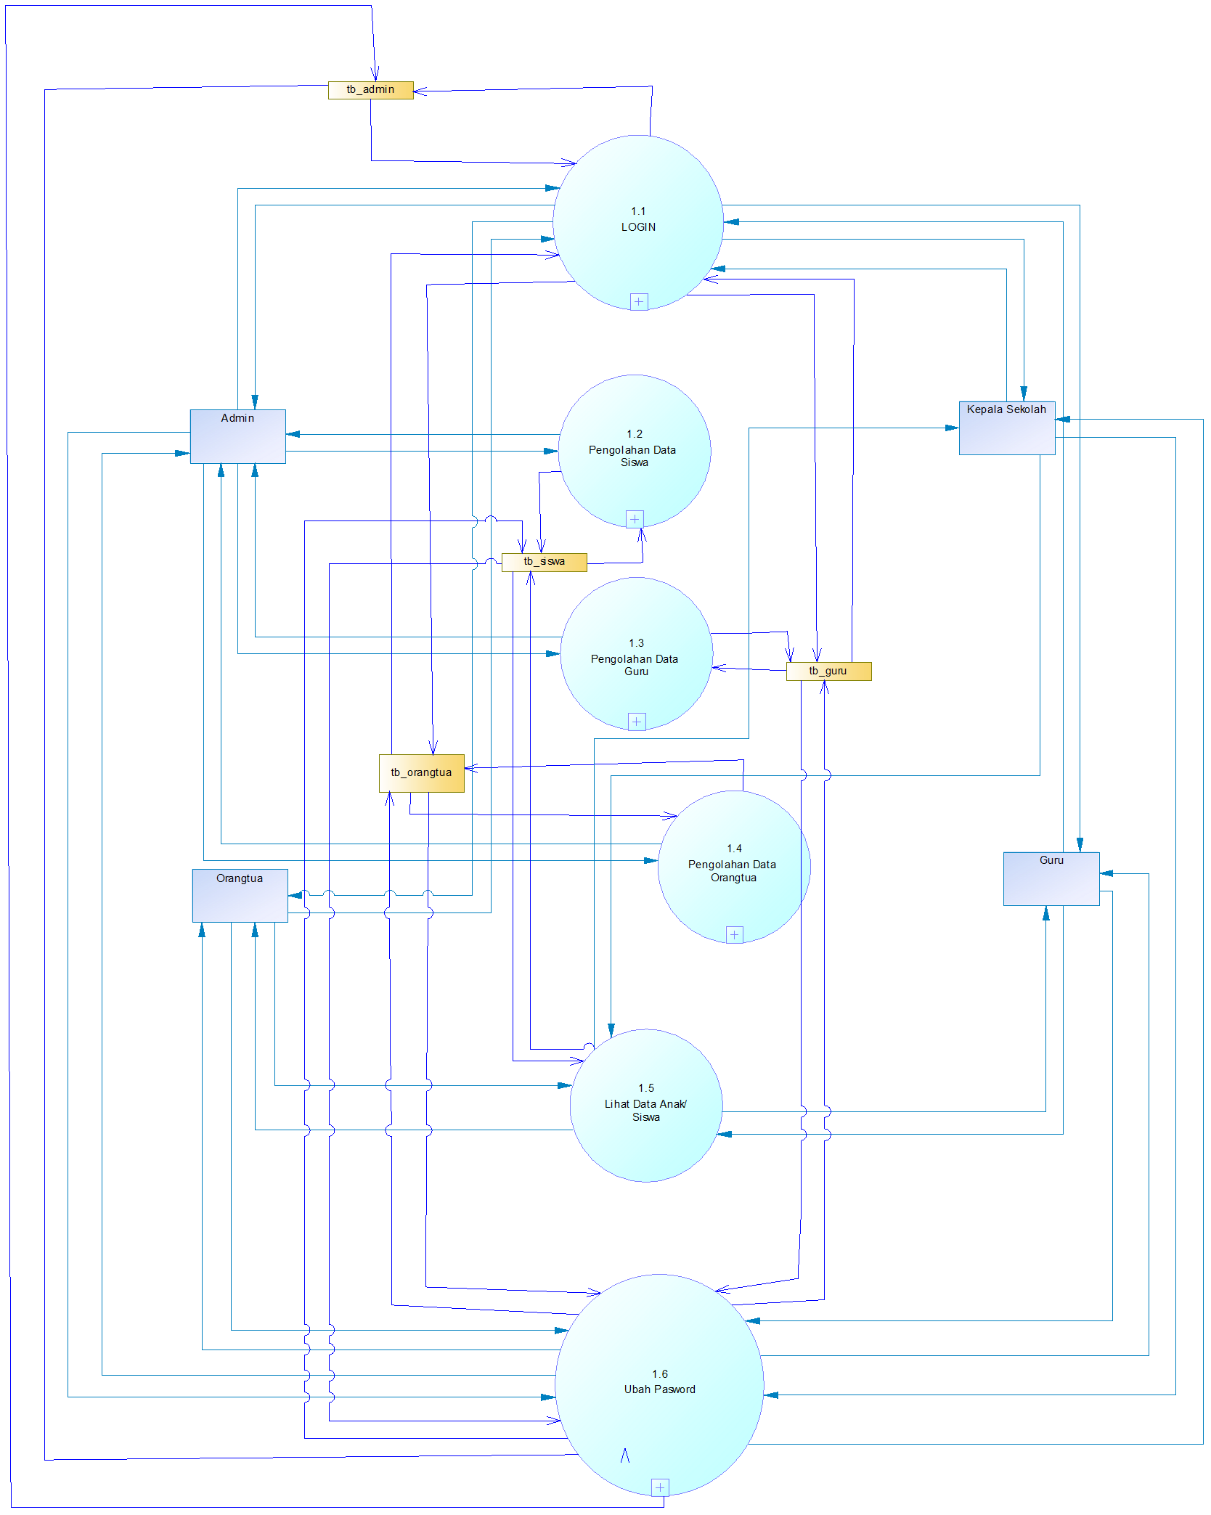 tb_admin
1.1
LOGIN
Admin
Kepala Sekolah
1.2
Pengolahan Data
Siswa
tb_siswa
1.3
Pengolahan Data
Guru
tb_guru
tb_orangtua
1.4
Pengolahan Data
Orangtua
Guru
Orangtua
1.5
Lihat Data Anak/
Siswa
1.6
Ubah Pasword